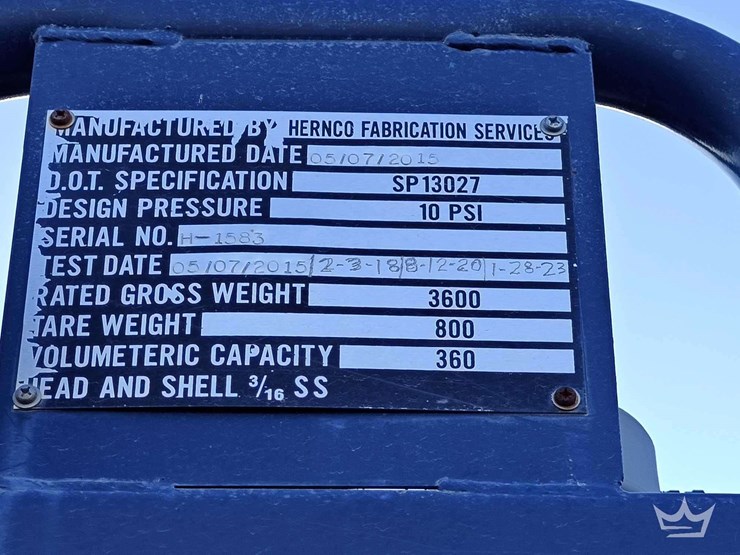 MANUFACTURED BY HERNCO FABRICATION SERVICES
MANUFACTURED DATE 05/07/2015
D.O.T. SPECIFICATION SP13027
DESIGN PRESSURE 10 PSI
SERIAL NO. H-1583
TEST DATE 05/07/2015/12-3-18/8-12-20/1-28-23
RATED GROSS WEIGHT 3600
TARE WEIGHT 800
VOLUMETERIC CAPACITY 360
HEAD AND SHELL 3/16 SS